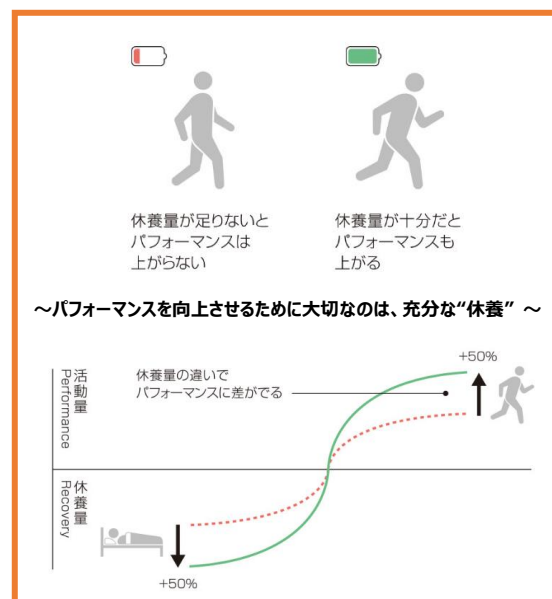 休養量が足りないと
パフォーマンスは
上がらない
休養量が十分だと
パフォーマンスも
上がる
～パフォーマンスを向上させるために大切なのは、充分な“休養” ～
+50%
活動量
Performance
休養量の違いで
パフォーマンスに差がでる
休養量
Recovery
+50%